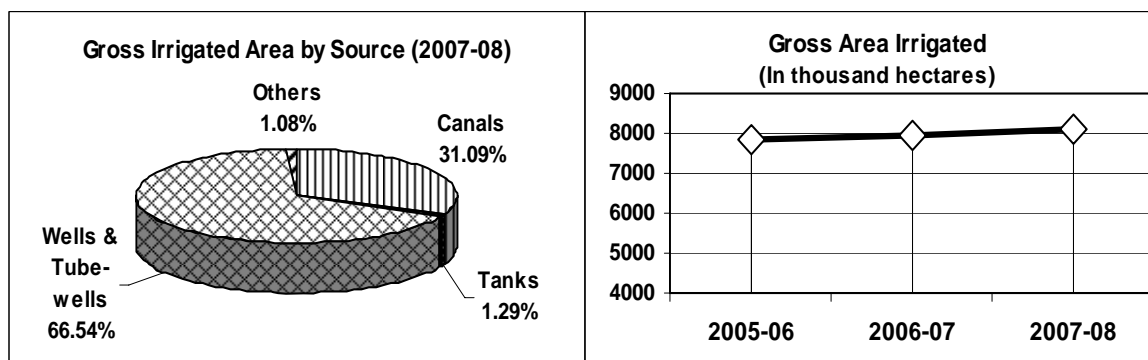 Gross Irrigated Area by Source (2007-08)
Others
1.08%
Canals
31.09%
Wells &
Tube-
wells
66.54%
Tanks
1.29%
Gross Area Irrigated
(In thousand hectares)
9000
8000
7000
6000
5000
4000
2005-06 2006-07 2007-08